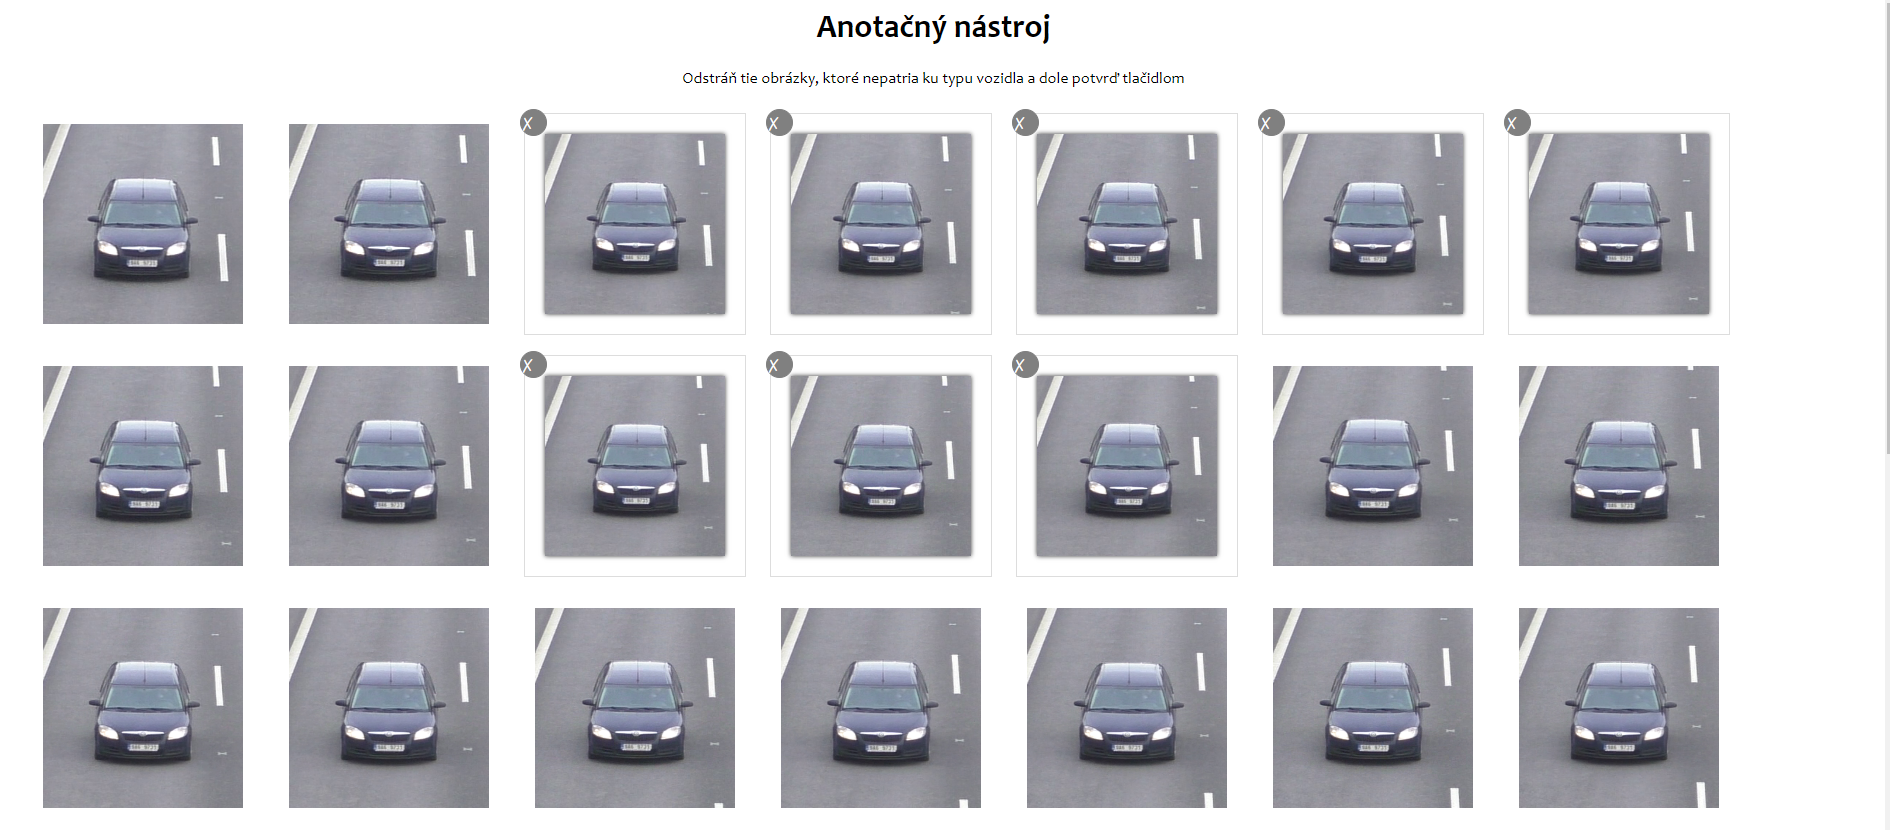 Anotačný nástroj
Odstráň tie obrázky, ktoré nepatria ku typu vozidla a dole potvrď tlačidlom
X X X X X
X X X